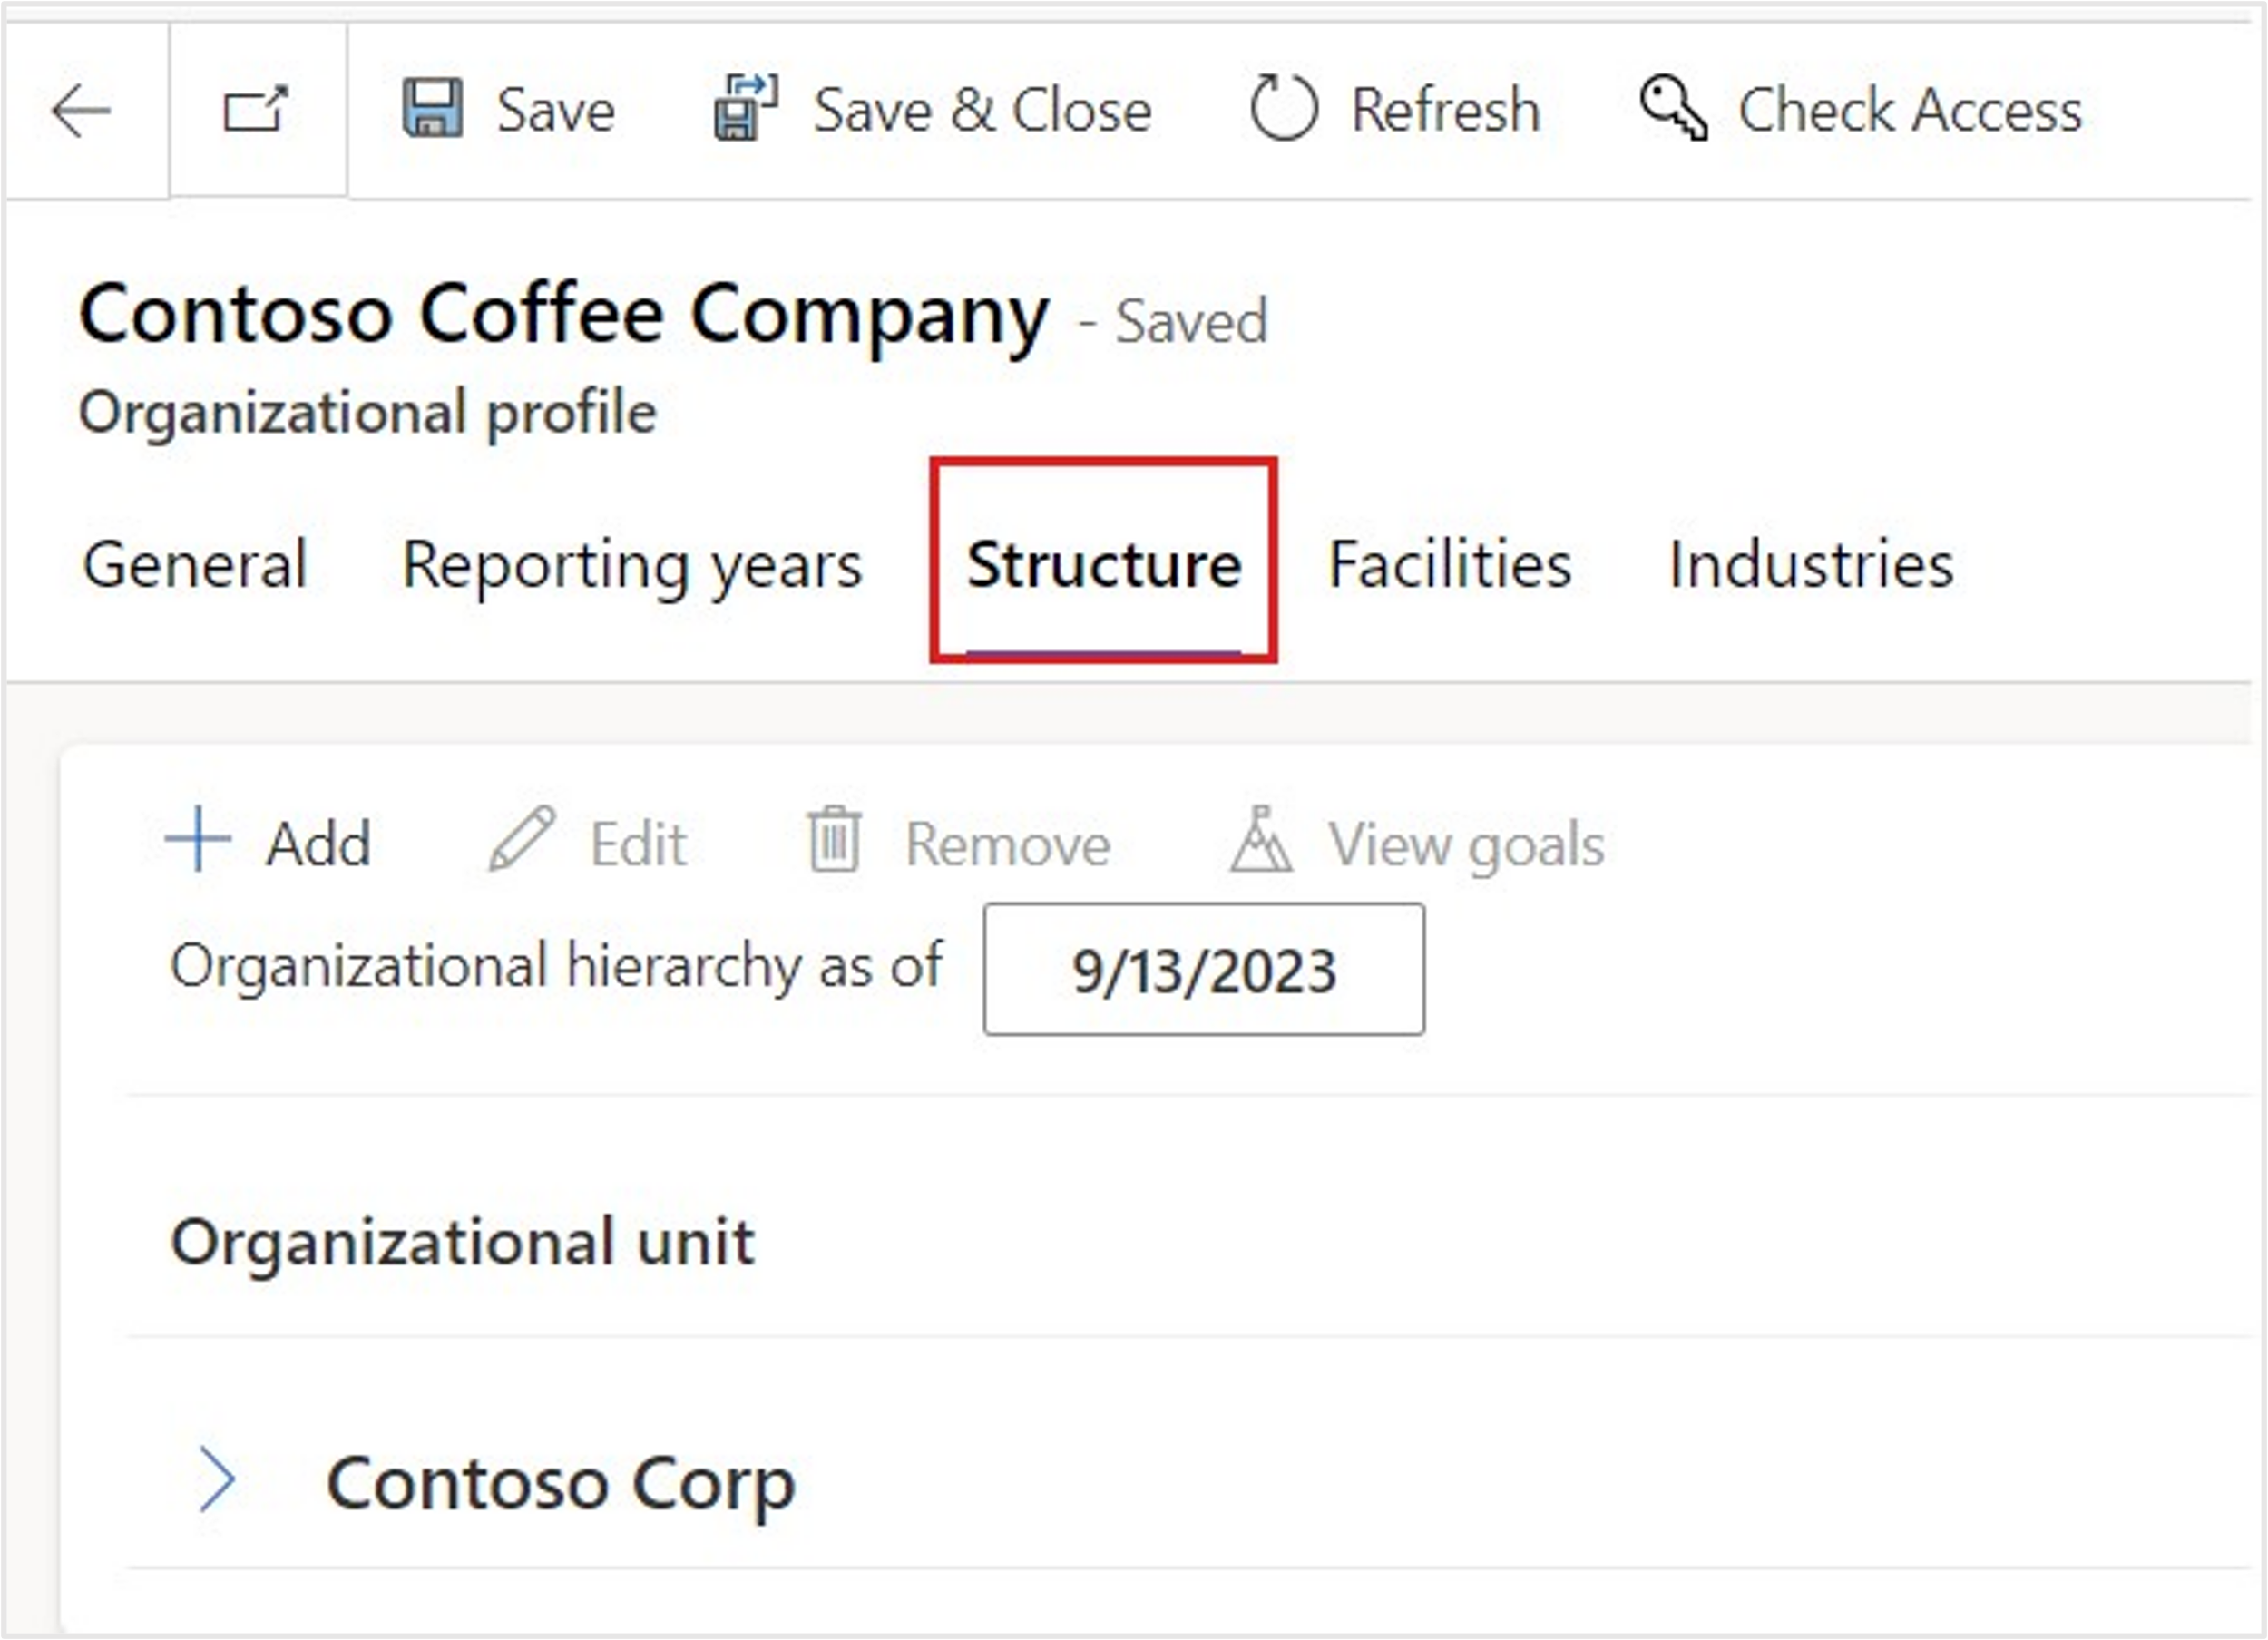 Save Save & Close Refresh Check Access
Contoso Coffee Company - Saved
Organizational profile
General Reporting years Structure Facilities Industries
Add Edit Remove View goals
Organizational hierarchy as of 9/13/2023
Organizational unit
Contoso Corp